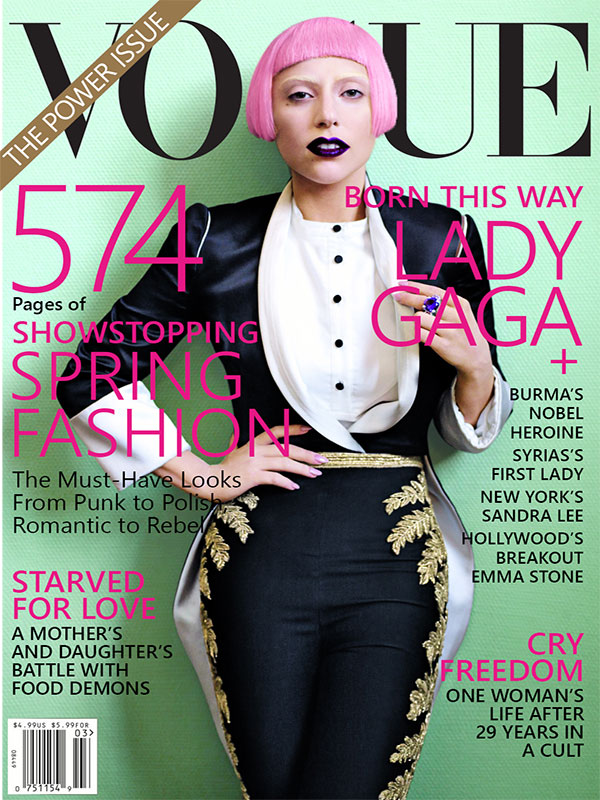 VOGUE
THE POWER ISSUE
574
Pages of
SHOWSTOPPING
SPRING
FASHION
The Must-Have Looks
From Punk to Polish,
Romantic to Rebel
STARVED
FOR LOVE
A MOTHER'S
AND DAUGHTER'S
BATTLE WITH
FOOD DEMONS
BORN THIS WAY
LADY
GAGA
+
BURMA'S
NOBEL
HEROINE
SYRIAS'S
FIRST LADY
NEW YORK'S
SANDRA LEE
HOLLYWOOD'S
BREAKOUT
EMMA STONE
CRY
FREEDOM
ONE WOMAN'S
LIFE AFTER
29 YEARS IN
A CULT
$4.99US $5.99FOR
03>
0 751154 9